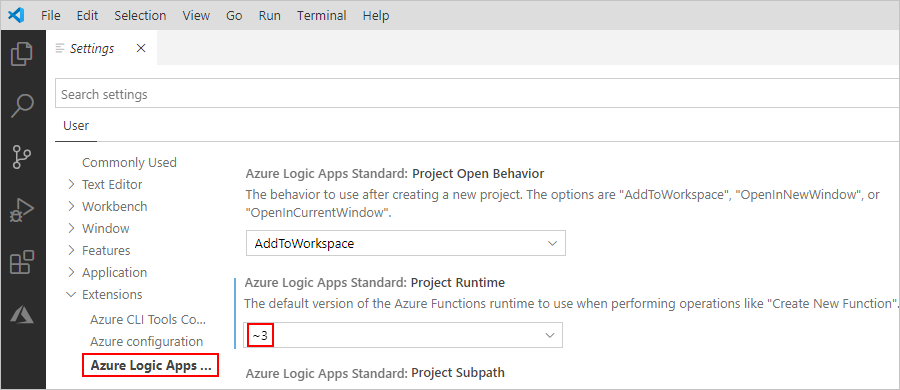 File Edit Selection View Go Run Terminal Help
Settings
Search settings
User
Commonly Used
Text Editor
Workbench
Window
Features
Application
Extensions
Azure CLI Tools Co...
Azure configuration
Azure Logic Apps ...
Azure Logic Apps Standard: Project Open Behavior
The behavior to use after creating a new project. The options are "AddToWorkspace", "OpenInNewWindow", or
"OpenInCurrentWindow".
AddToWorkspace
Azure Logic Apps Standard: Project Runtime
The default version of the Azure Functions runtime to use when performing operations like "Create New Function".
~3
Azure Logic Apps Standard: Project Subpath